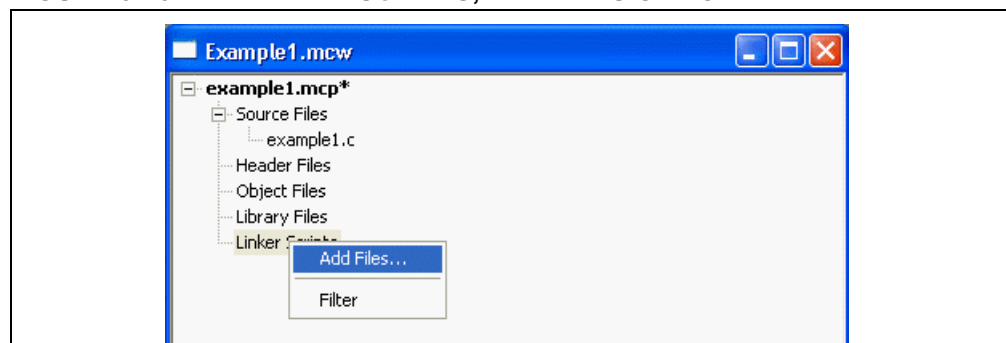 Example1.mcw
example1.mcp*
Source Files
example1.c
Header Files
Object Files
Library Files
Linker
Add Files...
Filter